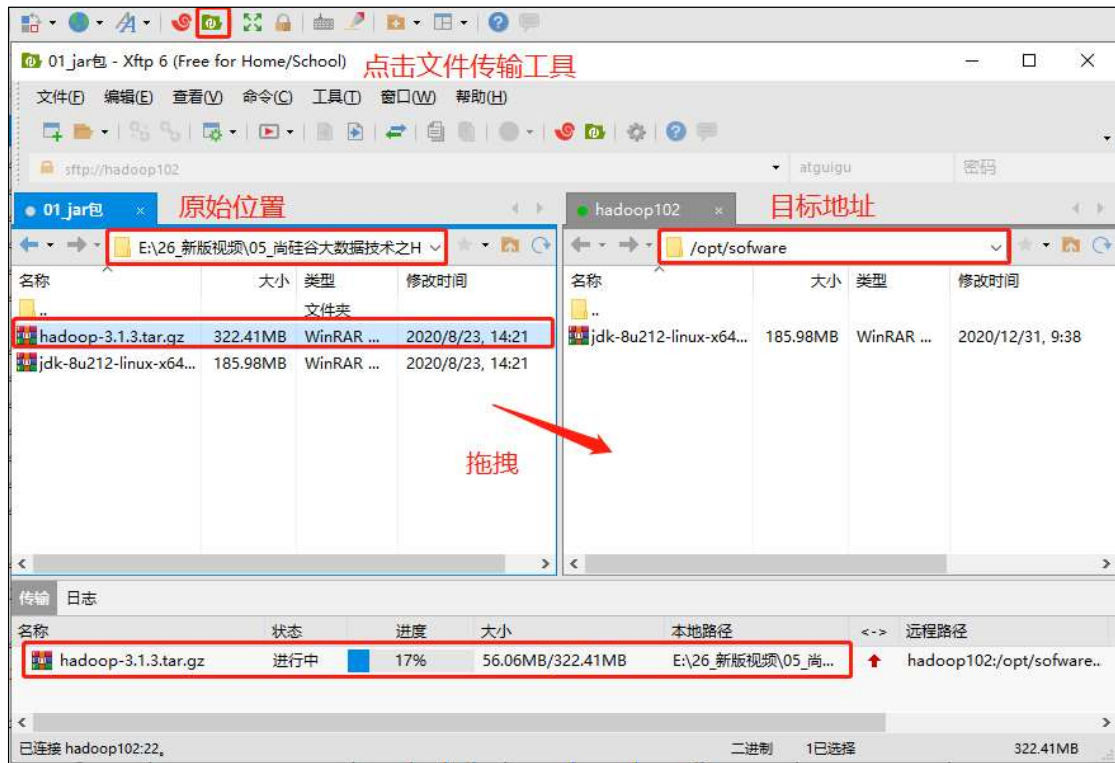 01_jar包 - Xftp 6 (Free for Home/School) 点击文件传输工具
文件(F) 编辑(E) 查看(V) 命令(C) 工具(T) 窗口(W) 帮助(H)
sftp://hadoop102 atguigu 密码
01_jar包 × 原始位置 hadoop102 × 目标地址
E:\26_新版视频\05_尚硅谷大数据技术之H /opt/sofware
名称 大小 类型 修改时间 名称 大小 类型 修改时间
.. 文件夹 ..
hadoop-3.1.3.tar.gz 322.41MB WinRAR ... 2020/8/23, 14:21 jdk-8u212-linux-x64... 185.98MB WinRAR ... 2020/12/31, 9:38
jdk-8u212-linux-x64... 185.98MB WinRAR ... 2020/8/23, 14:21
拖拽
传输 日志
名称 状态 进度 大小 本地路径 <-> 远程路径
hadoop-3.1.3.tar.gz 进行中 17% 56.06MB/322.41MB E:\26_新版视频\05_尚... hadoop102:/opt/sofware..
已连接 hadoop102:22。 二进制 1已选择 322.41MB